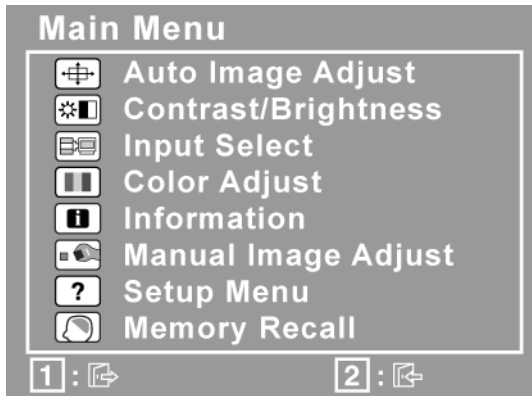 Main Menu
Auto Image Adjust
Contrast/Brightness
Input Select
Color Adjust
Information
Manual Image Adjust
? Setup Menu
Memory Recall
1 : 2 :